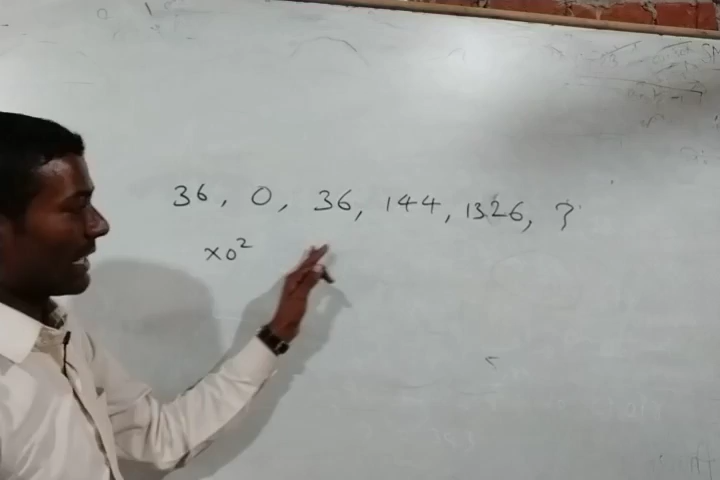 36, 0, 36, 144, 1326, ?
×0²